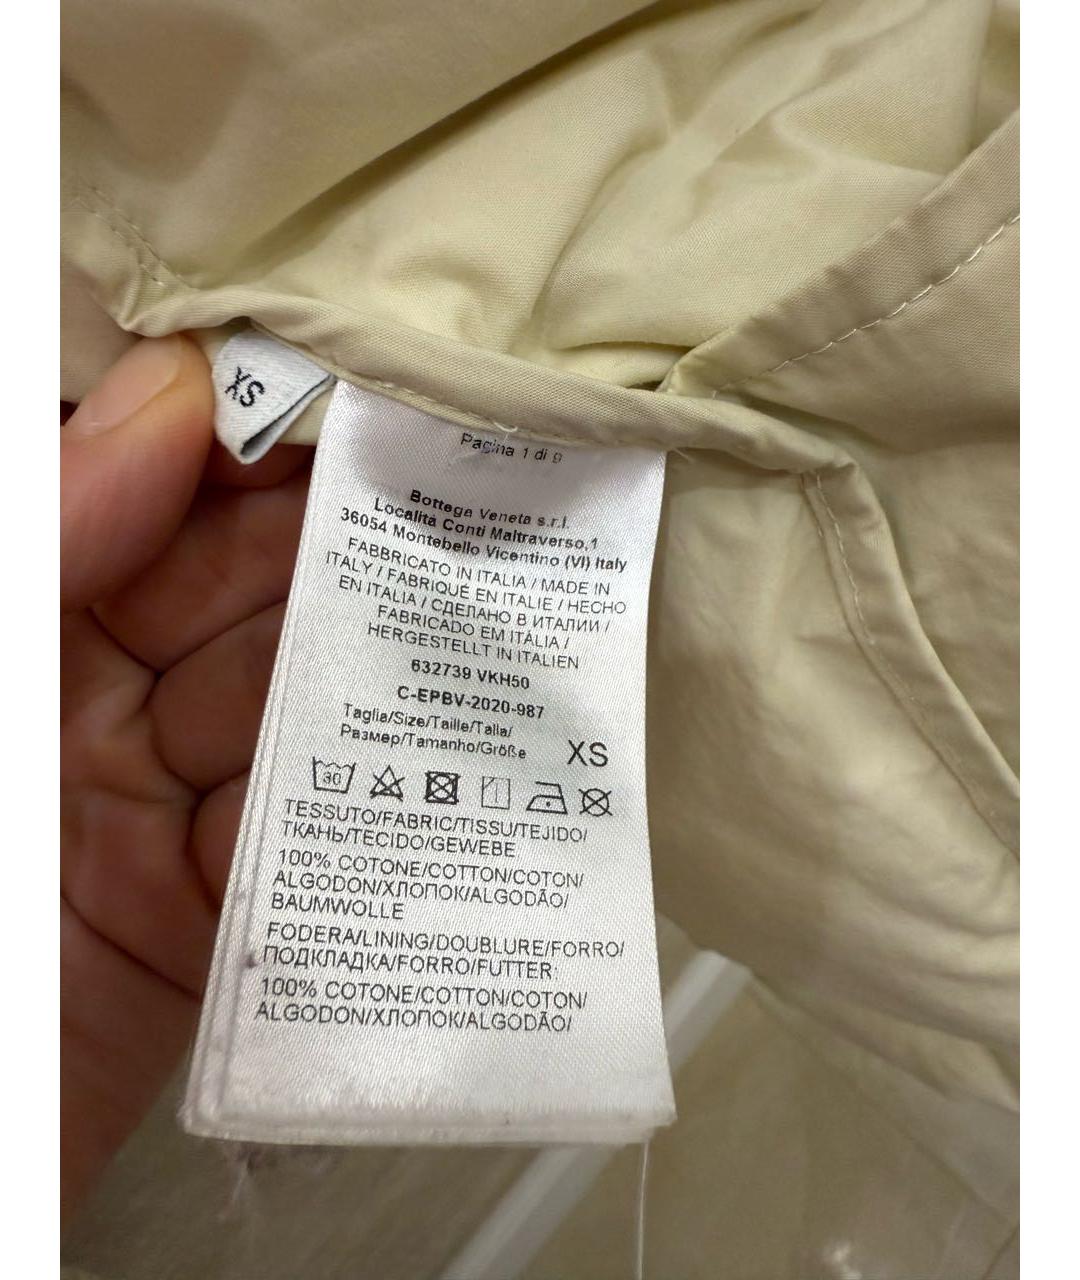 XS
Pagina 1 di 9
Bottega Veneta s.r.l.
Località Conti Maltraverso,1
36054 Montebello Vicentino (VI) Italy
FABBRICATO IN ITALIA / MADE IN
ITALY / FABRIQUÉ EN ITALIE / HECHO
EN ITALIA / СДЕЛАНО В ИТАЛИИ /
FABRICADO EM ITÁLIA /
HERGESTELLT IN ITALIEN
632739 VKH50
C-EPBV-2020-987
Taglia/Size/Taille/Talla/
Размер/Tamanho/Größe XS
30
TESSUTO/FABRIC/TISSU/TEJIDO/
ТКАНЬ/TECIDO/GEWEBE
100% COTONE/COTTON/COTON/
ALGODON/ХЛОПОК/ALGODÃO/
BAUMWOLLE
FODERA/LINING/DOUBLURE/FORRO/
ПОДКЛАДКА/FORRO/FUTTER
100% COTONE/COTTON/COTON/
ALGODON/ХЛОПОК/ALGODÃO/